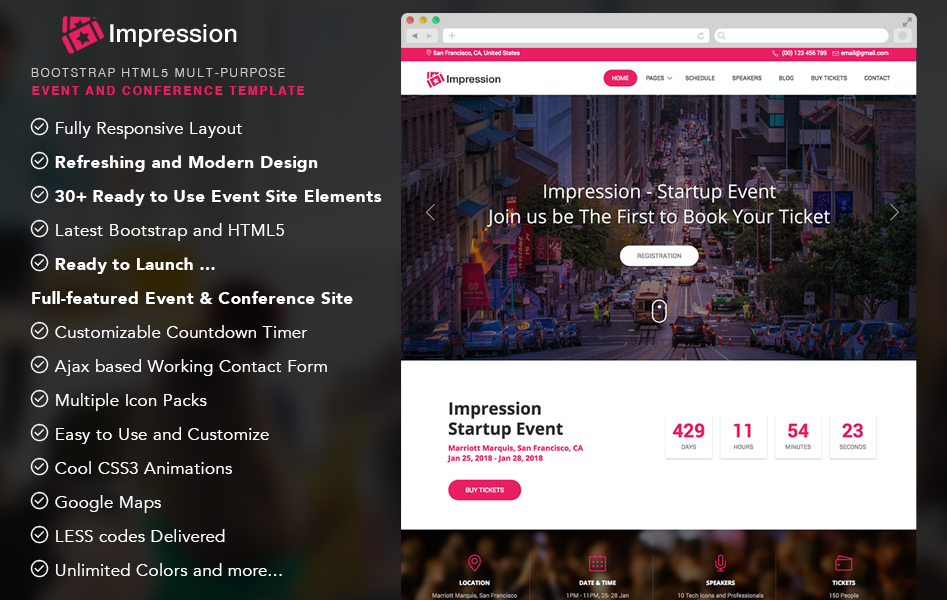 Impression
BOOTSTRAP HTML5 MULT-PURPOSE
EVENT AND CONFERENCE TEMPLATE
Fully Responsive Layout
Refreshing and Modern Design
30+ Ready to Use Event Site Elements
Latest Bootstrap and HTML5
Ready to Launch ...
Full-featured Event & Conference Site
Customizable Countdown Timer
Ajax based Working Contact Form
Multiple Icon Packs
Easy to Use and Customize
Cool CSS3 Animations
Google Maps
LESS codes Delivered
Unlimited Colors and more...
San Francisco, CA, United States
(00) 123 456 789 email@gmail.com
Impression
HOME PAGES SCHEDULE SPEAKERS BLOG BUY TICKETS CONTACT
Impression - Startup Event
Join us be The First to Book Your Ticket
REGISTRATION
Impression
Startup Event
Marriott Marquis, San Francisco, CA
Jan 25, 2018 - Jan 28, 2018
BUY TICKETS
429 11 54 23
DAYS HOURS MINUTES SECONDS
LOCATION DATE & TIME SPEAKERS TICKETS
Marriott Marquis, San Francisco 1PM - 11PM, 25- 28 Jan 10 Tech Icons and Professionals 150 People